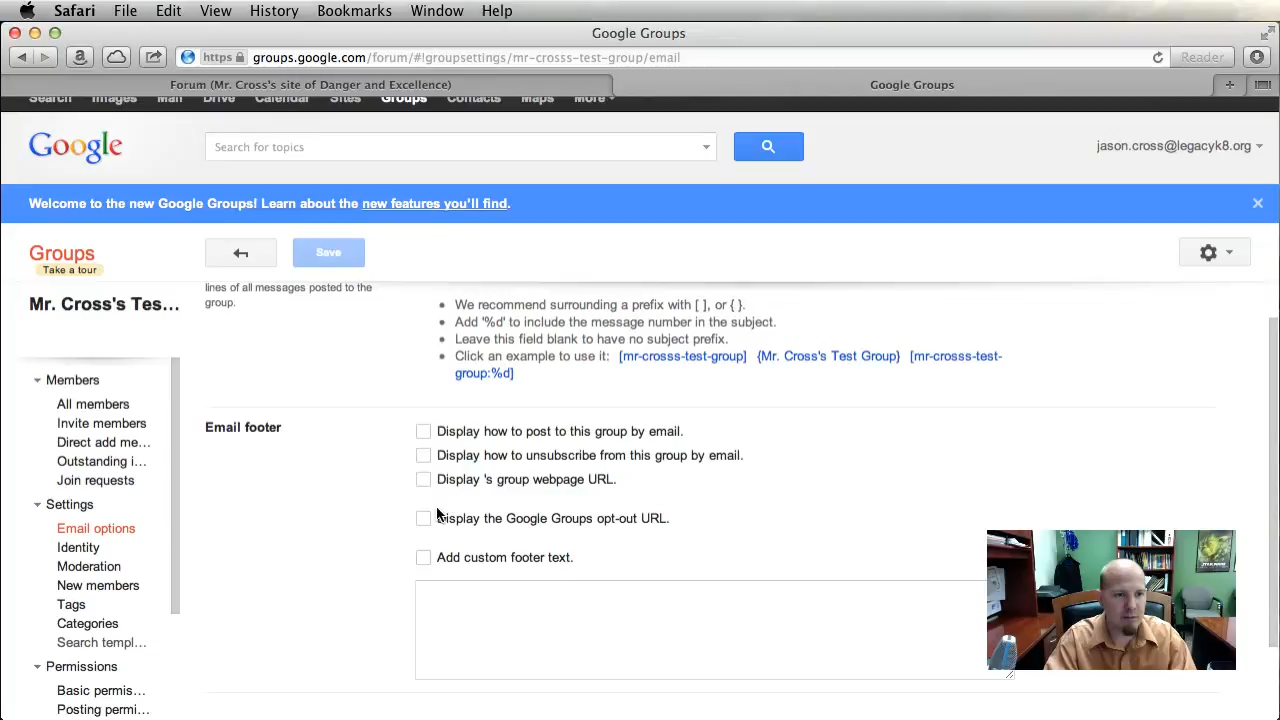 Safari File Edit View History Bookmarks Window Help
Google Groups
https groups.google.com/forum/#!groupsettings/mr-crosss-test-group/email Reader
Forum (Mr. Cross's site of Danger and Excellence) Google Groups
Search Images Mail Drive Calendar Sites Groups Contacts Maps More
Google Search for topics jason.cross@legacyk8.org
Welcome to the new Google Groups! Learn about the new features you'll find.
Groups Save
Take a tour
Mr. Cross's Tes...
lines of all messages posted to the
group.
We recommend surrounding a prefix with [ ], or { }.
Add '%d' to include the message number in the subject.
Leave this field blank to have no subject prefix.
Click an example to use it: [mr-crosss-test-group] {Mr. Cross's Test Group} [mr-crosss-test-
group:%d]
Members
All members
Invite members
Direct add me...
Outstanding i...
Join requests
Settings
Email options
Identity
Moderation
New members
Tags
Categories
Search templ...
Permissions
Basic permis...
Posting permi...
Email footer
Display how to post to this group by email.
Display how to unsubscribe from this group by email.
Display 's group webpage URL.
Display the Google Groups opt-out URL.
Add custom footer text.